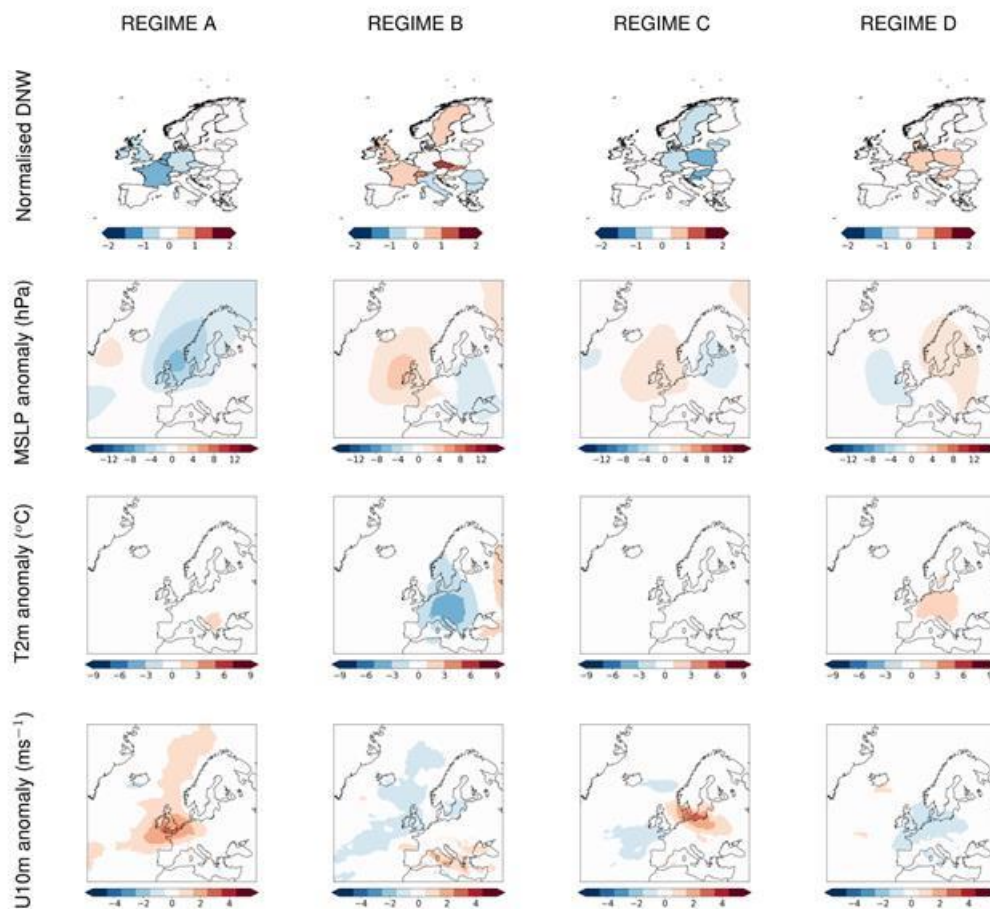 REGIME A REGIME B REGIME C REGIME D
Normalised DNW
−2 −1 0 1 2 −2 −1 0 1 2 −2 −1 0 1 2 −2 −1 0 1 2
MSLP anomaly (hPa)
−12 −8 −4 0 4 8 12 −12 −8 −4 0 4 8 12 −12 −8 −4 0 4 8 12 −12 −8 −4 0 4 8 12
T2m anomaly (°C)
−9 −6 −3 0 3 6 9 −9 −6 −3 0 3 6 9 −9 −6 −3 0 3 6 9 −9 −6 −3 0 3 6 9
U10m anomaly (ms⁻¹)
−4 −2 0 2 4 −4 −2 0 2 4 −4 −2 0 2 4 −4 −2 0 2 4